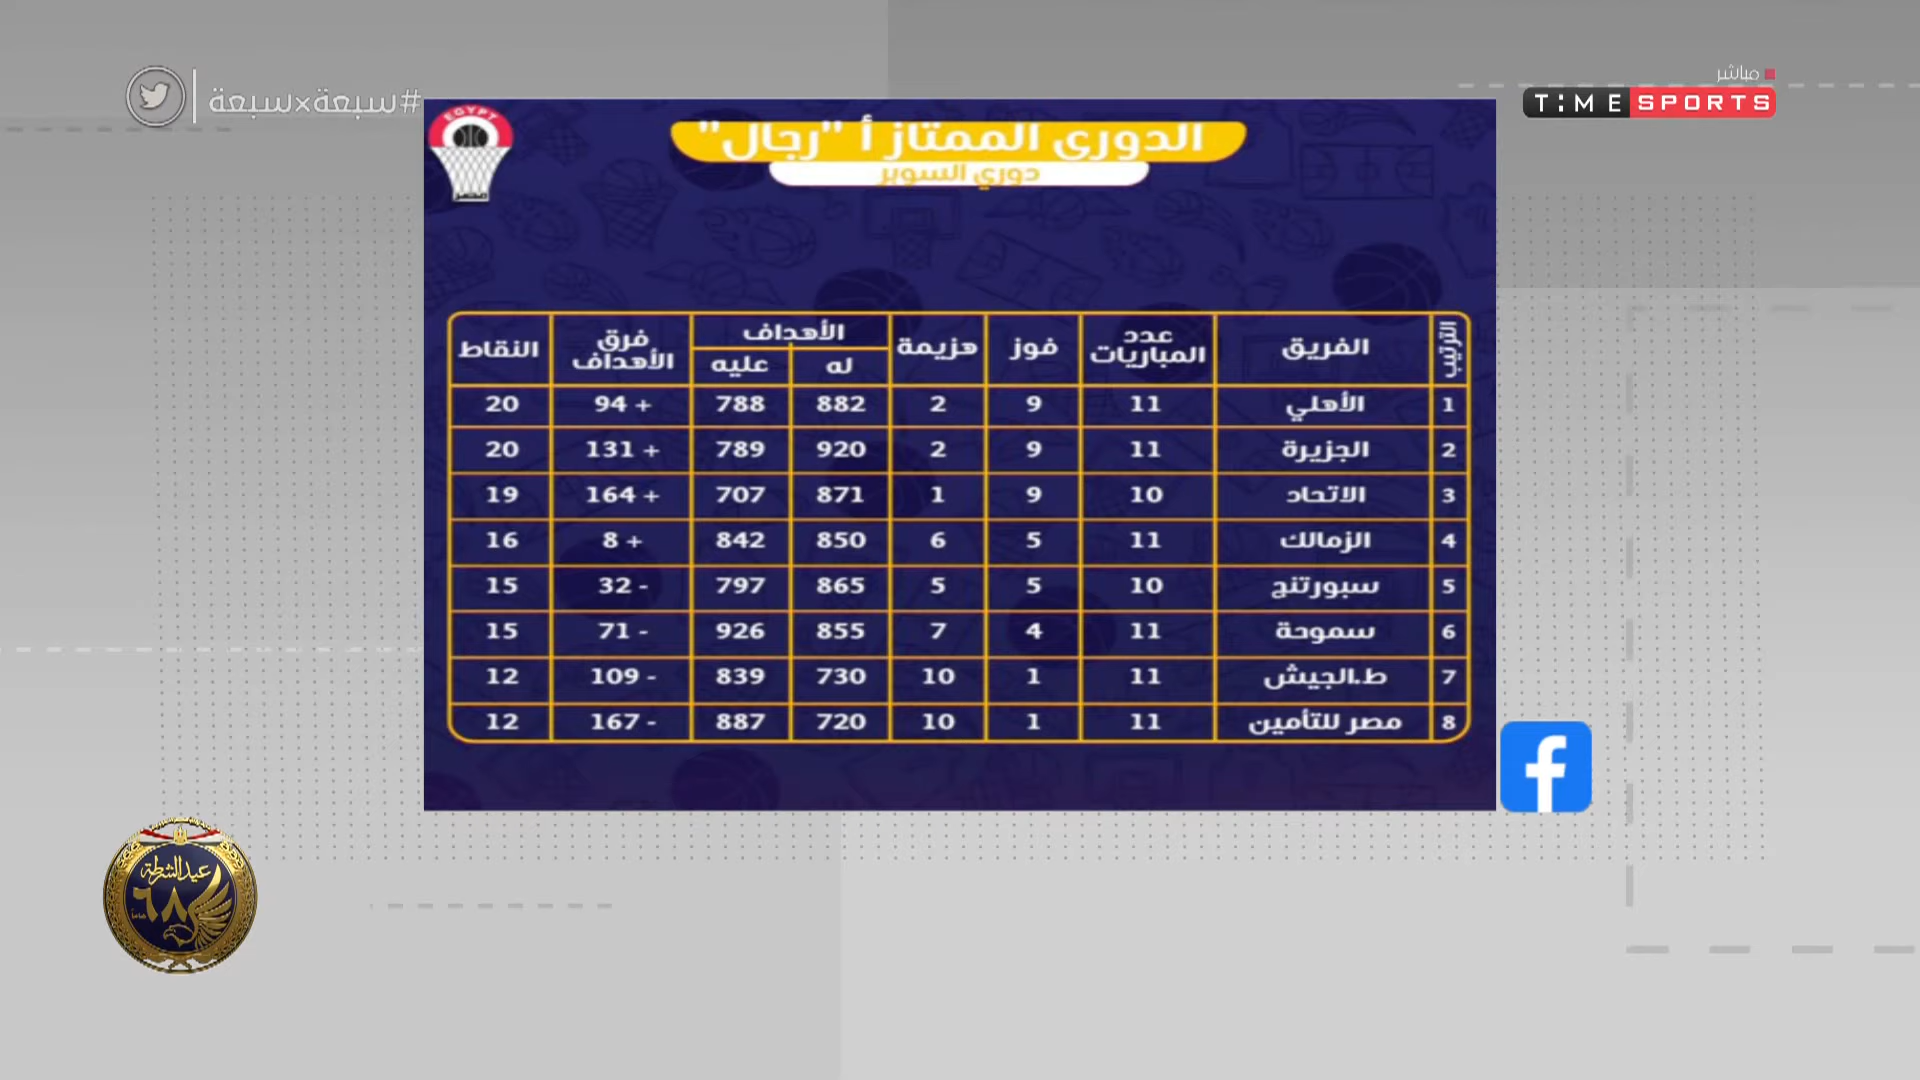 مباشر
TIME SPORTS
#سبعة×سبعة
EGYPT
مصر
الدورى الممتاز أ "رجال"
دوري السوبر
الترتيب الفريق عدد المباريات فوز هزيمة الأهداف له عليه فرق الأهداف النقاط
1 الأهلي 11 9 2 882 788 + 94 20
2 الجزيرة 11 9 2 920 789 + 131 20
3 الاتحاد 10 9 1 871 707 + 164 19
4 الزمالك 11 5 6 850 842 + 8 16
5 سبورتنج 10 5 5 865 797 - 32 15
6 سموحة 11 4 7 855 926 - 71 15
7 ط.الجيش 11 1 10 730 839 - 109 12
8 مصر للتأمين 11 1 10 720 887 - 167 12
عيد الشرطة
٦٨
عاماً